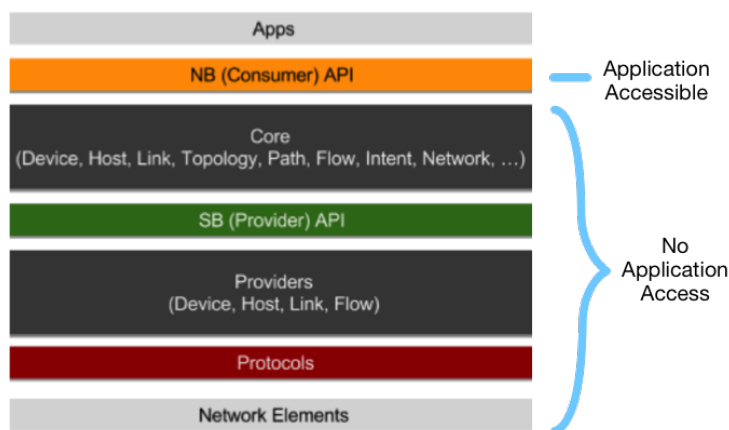 Apps
NB (Consumer) API
Application
Accessible
Core
(Device, Host, Link, Topology, Path, Flow, Intent, Network, ...)
SB (Provider) API
No
Application
Access
Providers
(Device, Host, Link, Flow)
Protocols
Network Elements